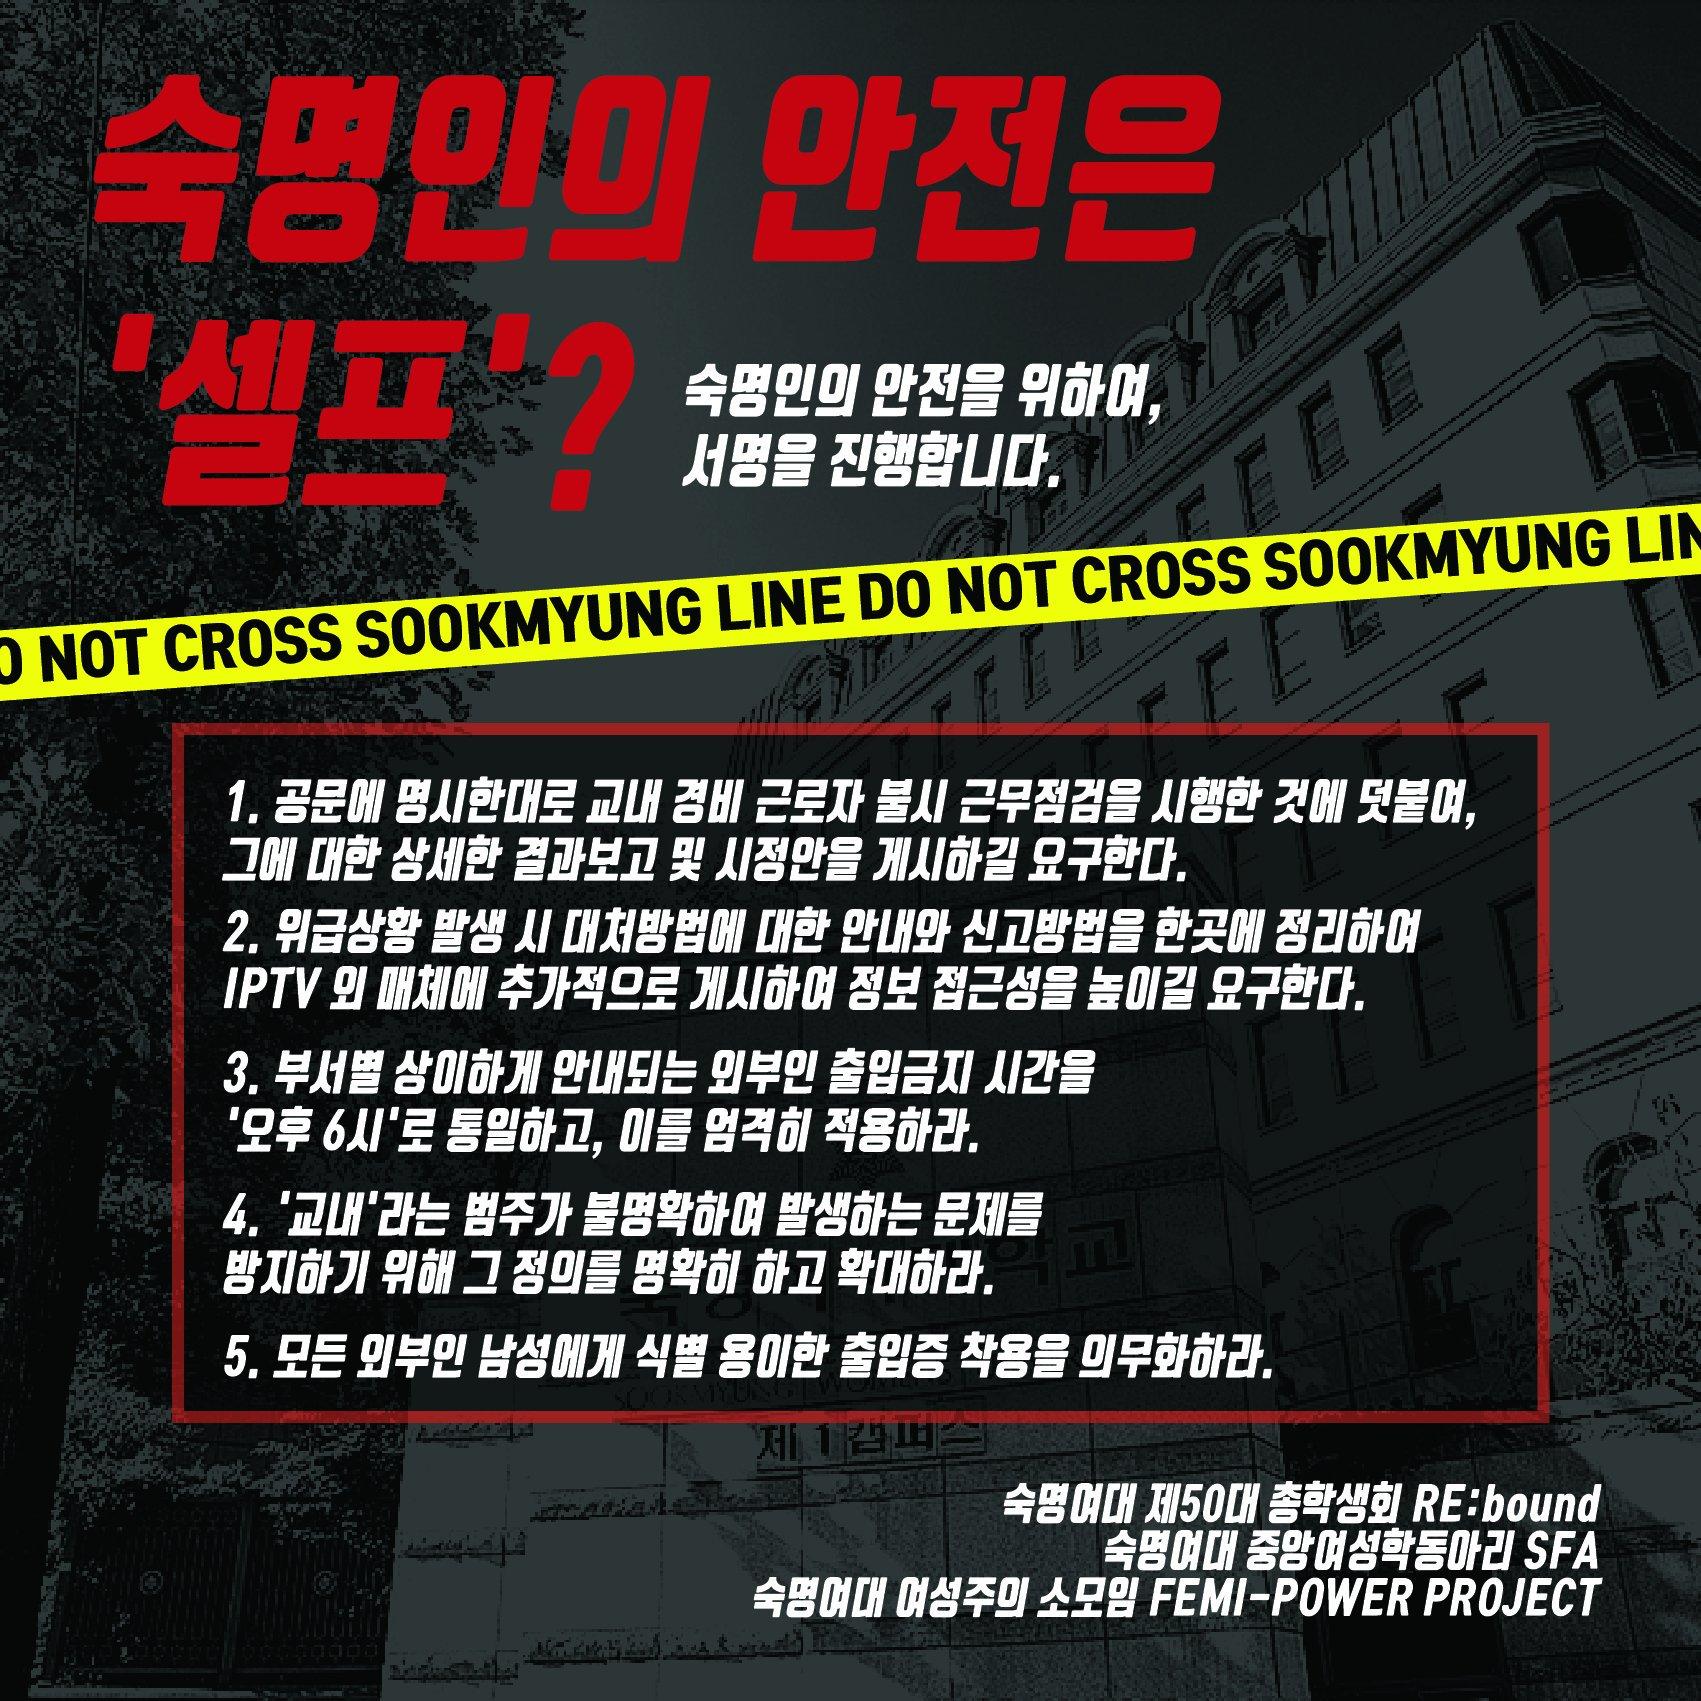 숙명인의 안전은
'셀프'?
숙명인의 안전을 위하여,
서명을 진행합니다.
O NOT CROSS SOOKMYUNG LINE DO NOT CROSS SOOKMYUNG LIN
1. 공문에 명시한대로 교내 경비 근로자 불시 근무점검을 시행한 것에 덧붙여,
그에 대한 상세한 결과보고 및 시정안을 게시하길 요구한다.
2. 위급상황 발생 시 대처방법에 대한 안내와 신고방법을 한곳에 정리하여
IPTV 외 매체에 추가적으로 게시하여 정보 접근성을 높이길 요구한다.
3. 부서별 상이하게 안내되는 외부인 출입금지 시간을
'오후 6시'로 통일하고, 이를 엄격히 적용하라.
4. '교내'라는 범주가 불명확하여 발생하는 문제를
방지하기 위해 그 정의를 명확히 하고 확대하라.
5. 모든 외부인 남성에게 식별 용이한 출입증 착용을 의무화하라.
제1캠퍼스
숙명여대 제50대 총학생회 RE:bound
숙명여대 중앙여성학동아리 SFA
숙명여대 여성주의 소모임 FEMI-POWER PROJECT